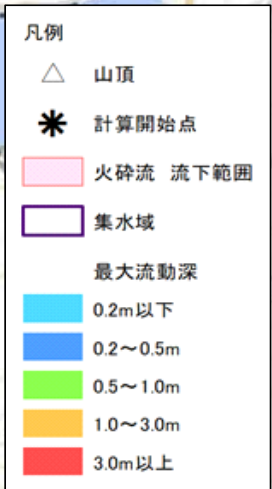 凡例
山頂
計算開始点
火砕流 流下範囲
集水域
最大流動深
0.2m以下
0.2～0.5m
0.5～1.0m
1.0～3.0m
3.0m以上